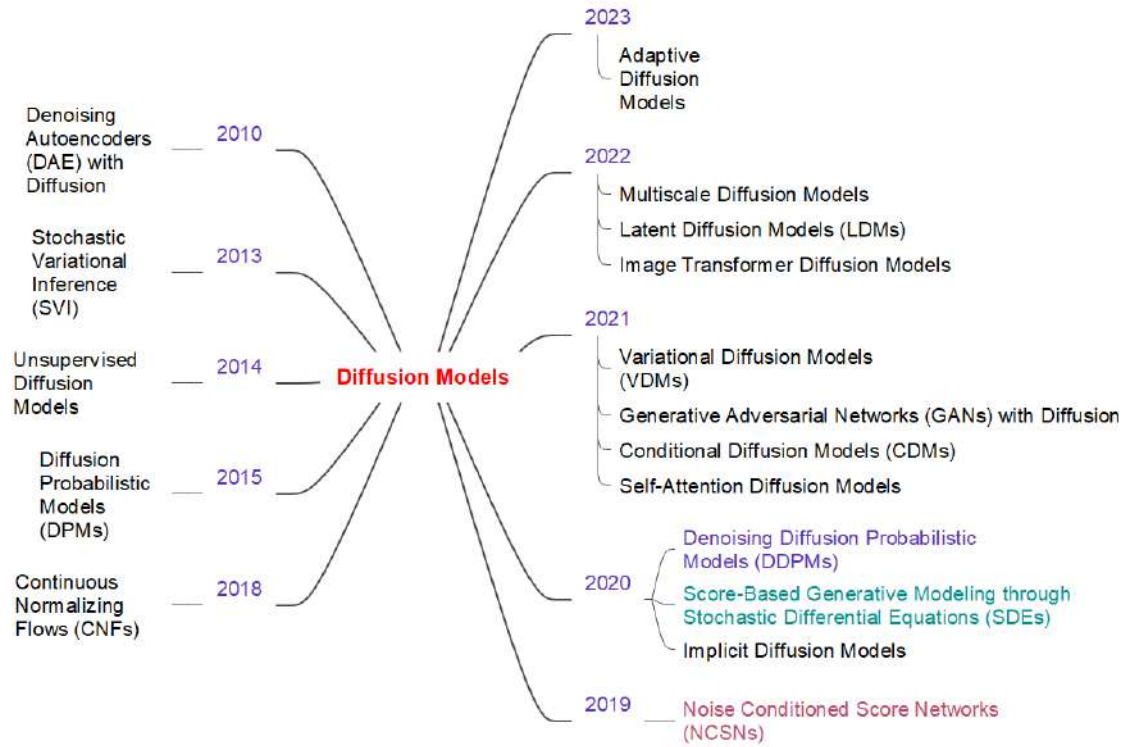 Diffusion Models
2010
Denoising
Autoencoders
(DAE) with
Diffusion
2013
Stochastic
Variational
Inference
(SVI)
2014
Unsupervised
Diffusion
Models
2015
Diffusion
Probabilistic
Models
(DPMs)
2018
Continuous
Normalizing
Flows (CNFs)
2023
Adaptive
Diffusion
Models
2022
Multiscale Diffusion Models
Latent Diffusion Models (LDMs)
Image Transformer Diffusion Models
2021
Variational Diffusion Models
(VDMs)
Generative Adversarial Networks (GANs) with Diffusion
Conditional Diffusion Models (CDMs)
Self-Attention Diffusion Models
2020
Denoising Diffusion Probabilistic
Models (DDPMs)
Score-Based Generative Modeling through
Stochastic Differential Equations (SDEs)
Implicit Diffusion Models
2019
Noise Conditioned Score Networks
(NCSNs)